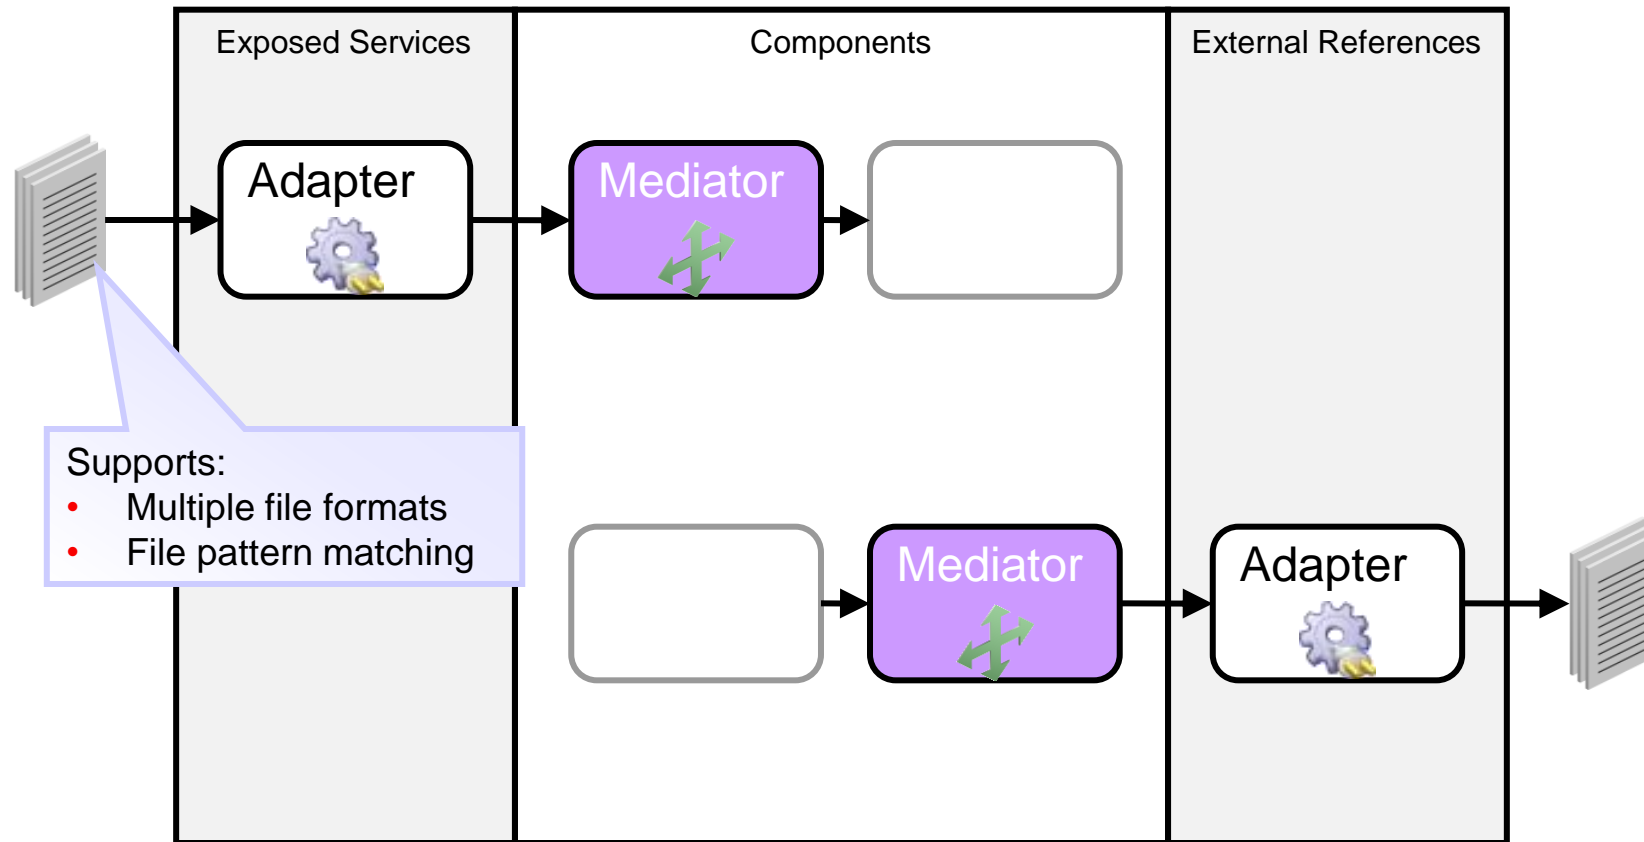 Exposed Services
Components
External References
Adapter
Mediator
Supports:
• Multiple file formats
• File pattern matching
Mediator
Adapter